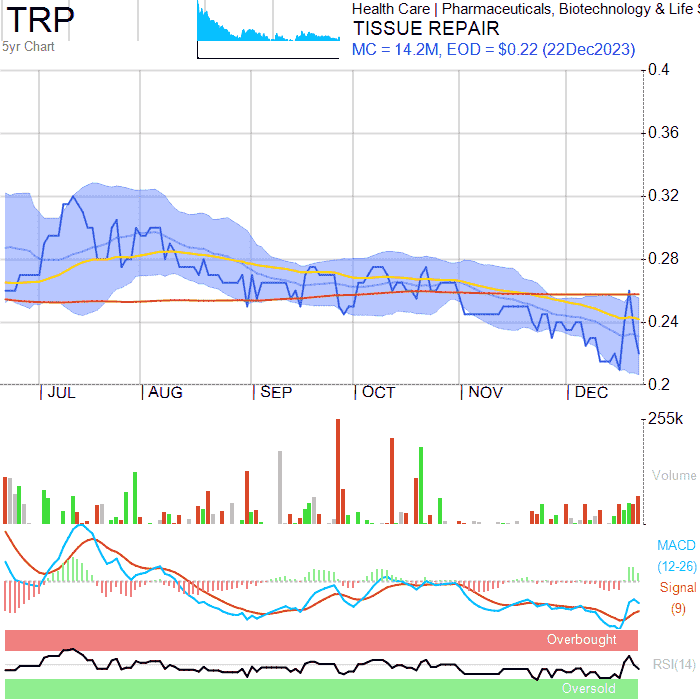 TRP
5yr Chart
Health Care | Pharmaceuticals, Biotechnology & Life S
TISSUE REPAIR
MC = 14.2M, EOD = $0.22 (22Dec2023)
0.4
0.36
0.32
0.28
0.24
0.2
| JUL | AUG | SEP | OCT | NOV | DEC
255k
Volume
MACD
(12-26)
Signal
(9)
Overbought
RSI(14)
Oversold